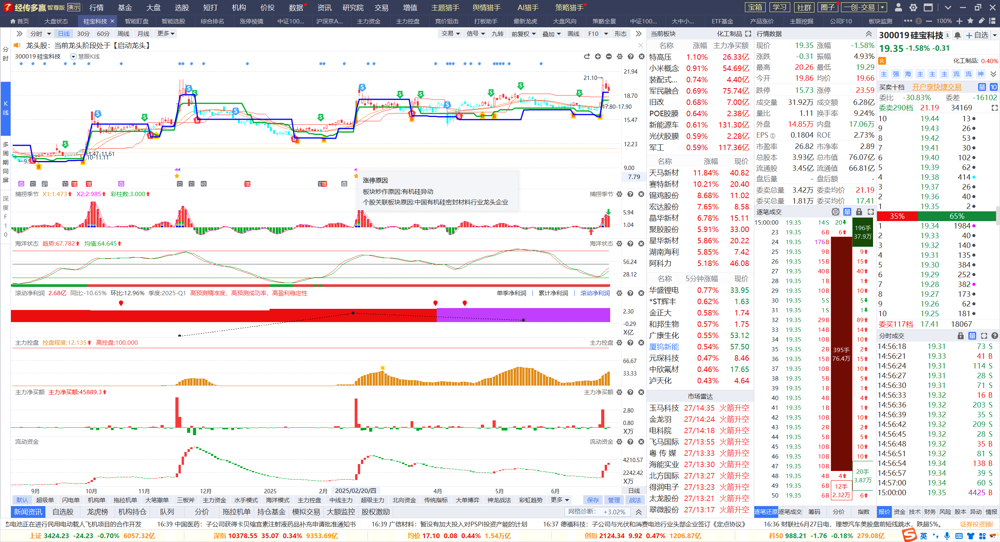 经传多赢 智尊版 演示 行情 基金 大盘 选股 短打 机构 价投 数据 资讯 研究院 交易 增值 主题猎手 舆情猎手 AI猎手 策略猎手 宝箱 学习 社群 圈子 一创-交易
首页 大盘状态 硅宝科技 智能盯盘 智能选股 综合排名 涨停棱镜 中证100... 沪深京A... 主力资金 主力控盘 竞价狙击 打板助手 最新龙虎 大盘风向 策略全景 中证100... 大中小... ETF基金 产品涨价 主题挖掘 公司F10 板块监测 100%
分时 日线 30分 60分 周线 月线 更多 交易 信号 九转 前复权 叠加 画线 F10 形态
龙头股：当前龙头阶段处于【启动龙头】
分时
K线
多周期同屏
深度F10
300019 硅宝科技 慧眼K线
21.94
18.70
15.47
12.23
9.00
7.79
21.10
17.80-17.90
11.47-11.61
11.10-11.11
涨停原因
板块炒作原因:有机硅异动
个股关联板块原因:中国有机硅密封材料行业龙头企业
捕捞季节 X1:1.473 X2:2.985 彩柱数:3.000 捕捞季节
5.94
1.04
海洋状态 趋势:67.782 均值:64.645 海洋状态
56.24
28.12
滚动净利润 2.68亿 同比:-10.65% 环比:12.96% 季度:2025-Q1 高预测精准度，高预测成功率，高盈利稳定性 单季净利润 | 累计净利润 | 滚动净利润
2.30
-0.29
X亿
主力控盘 控盘程度:12.135 高控盘:100.000 主力控盘
66.67
33.33
主力净买额 主力净买额:45889.3 主力净买额
2.80
0.80
X万
流动资金 流动资金
4210.57
2242.42
X万
9月 10月 11月 12月 2025 2月 2025/02/20/四 4月 5月 6月 日线
默认 超级单 闪电单 机构单 拖拉机单 大笔撤单 三板斧 主力资金 水手模式 海洋模式 主力控盘 中线主力 超级主力 北向资金 传统指标 大单博弈 神龙战法 彩虹趋势 更多 保存 管理 战法
新闻资讯 自选股 龙虎榜 机构持仓 队列 分价 拖拉机单 持仓基金 模拟交易 大额监控 股权激励 网格诊断： +3.02%
当前板块 化工制品
名称 涨幅 主力净买额
特高压 1.10% 26.33亿
小米概念 0.91% 54.69亿
装配式... 0.74% 4.40亿
军民融合 0.69% 75.74亿
旧改 0.68% 7.00亿
POE胶膜 0.64% 2.38亿
新能源车 0.61% 131.30亿
光伏胶膜 0.59% 2.28亿
军工 0.59% 117.36亿
名称 涨幅 现价
天马新材 11.84% 40.82
赛特新材 10.21% 20.40
锦鸡股份 8.68% 11.02
宏达股份 7.65% 8.58
晶华新材 6.78% 15.11
聚胶股份 5.91% 33.00
星华新材 5.86% 20.22
湖南海利 5.85% 7.42
阿科力 5.18% 46.08
名称 5分钟涨幅 现价
华盛锂电 0.77% 33.95
*ST辉丰 0.62% 1.63
金正大 0.58% 1.74
和邦生物 0.57% 1.75
广康生化 0.55% 53.12
厦钨新能 0.54% 57.50
元琛科技 0.47% 8.46
中欣氟材 0.46% 17.65
泸天化 0.43% 4.64
市场雷达
玉马科技 27/14:35 火箭升空
金龙羽 27/14:24 火箭升空
电科院 27/14:18 火箭升空
飞马国际 27/13:55 火箭升空
粤 传 媒 27/13:33 火箭升空
海能实业 27/13:30 火箭升空
北方国际 27/13:27 火箭升空
得润电子 27/13:23 火箭升空
太龙股份 27/13:21 火箭升空
翠微股份 27/13:17 火箭升空
行情数据
现价 19.35 涨幅 -1.58%
涨跌 -0.31 振幅 4.93%
最高 20.26 最低 19.29
今开 19.86 均价 19.66
跌停 15.73 涨停 23.59
成交量 31.92万 成交额 6.28亿
量比 1.11 换手率 9.24%
外盘 14.85万 内盘 17.06万
EPS ① 0.1804 ROE 2.73%
市盈率 26.82 市净率 2.89
总股本 3.93亿 总市值 76.07亿
流通股 3.45亿 流通值 66.81亿
盘后量 - 盘后额 -
委卖总量 3.42万 委卖均价 21.19
委买总量 1.81万 委买均价 17.41
逐笔成交 量
15:00:00 19.35 14 S 20
23 19.35 6 B 6
24 19.35 176 B
25 19.35 9 B 9
26 19.35 15 B 15
27 19.35 40 B 40
28 19.35 1 B 1
29 19.35 10 B 10
30 19.35 5 S 5
31 19.35 1 S 1
32 19.35 29 B 89
33 19.35 14 B 14
34 19.35 10 B 10
35 19.35 2 B 2
36 19.35 15 B 15
37 19.35 10 B 10
38 19.35 5 B 5
39 19.35 1 B 1
40 19.35 4 B 4
41 19.35 1 B 1
42 19.35 10 B 10
43 19.35 2 B 2
44 19.35 5 B 5
45 19.35 10 B 10
46 19.35 10 B 10
47 19.35 10 B
48 19.35 4 B 4
49 19.35 6 B
50 19.35 6 B 6
196手
37.9万
395手
76.4万
20手
3.87万
12手
2.32万
逐笔还原 逐笔成交 筹码 分价 指数
300019 硅宝科技 自选
19.35 -1.58% -0.31
R 化工制品: 0.40%
主 强 海 主 主 主 流 流 神
买卖十档 开户享快捷交易 量 10
委比 -30.83% 委差 -16102
委卖290档 21.19 34169
10 19.44 13
9 19.43 26
8 19.42 53
7 19.41 30
6 19.40 102
5 19.39 62
4 19.38 414
3 19.37 26
2 19.36 40
1 19.35 2
35% 65%
1 19.34 1984
2 19.33 40
3 19.32 140
4 19.31 135
5 19.30 384
6 19.29 252
7 19.28 382
8 19.27 173
9 19.26 62
10 19.25 181
委买117档 17.41 18067
分时成交 量
14:56:18 19.31 73 S
14:56:21 19.33 41 B
14:56:24 19.31 114 S
14:56:27 19.31 28 S
14:56:30 19.31 71 S
14:56:33 19.32 16 B
14:56:36 19.32 203 S
14:56:39 19.32 35 S
14:56:42 19.32 209 S
14:56:45 19.32 28 S
14:56:48 19.32 35 B
14:56:51 19.32 81 S
14:56:54 19.34 138 B
14:56:57 19.34 39 S
14:57:00 19.34 60 S
15:00:00 19.35 4425 B
报价 资金 技术 财务 风险 股本 异动 情报
态电池正在进行民用电动载人飞机项目的合作开发 16:39 中国医药：子公司获得卡贝缩宫素注射液药品补充申请批准通知书 16:39 广信材料：暂没有加大投入对PSPI投资产能的计划 16:37 德福科技：子公司与光伏和消费电池行业头部企业签订《定点协议》 16:36 财联社6月27日电，理想汽车美股盘前短线跳水，跌超5%。 证券投资顾
上证 3424.23 -24.23 -0.70% 6057.32亿 深指 10378.55 35.07 0.34% 9353.69亿 均价 17.10 0.08 0.44% 1.54万亿 创指 2124.34 9.92 0.47% 1206.87亿 科50 988.21 -1.76 -0.18% 279.08亿 英